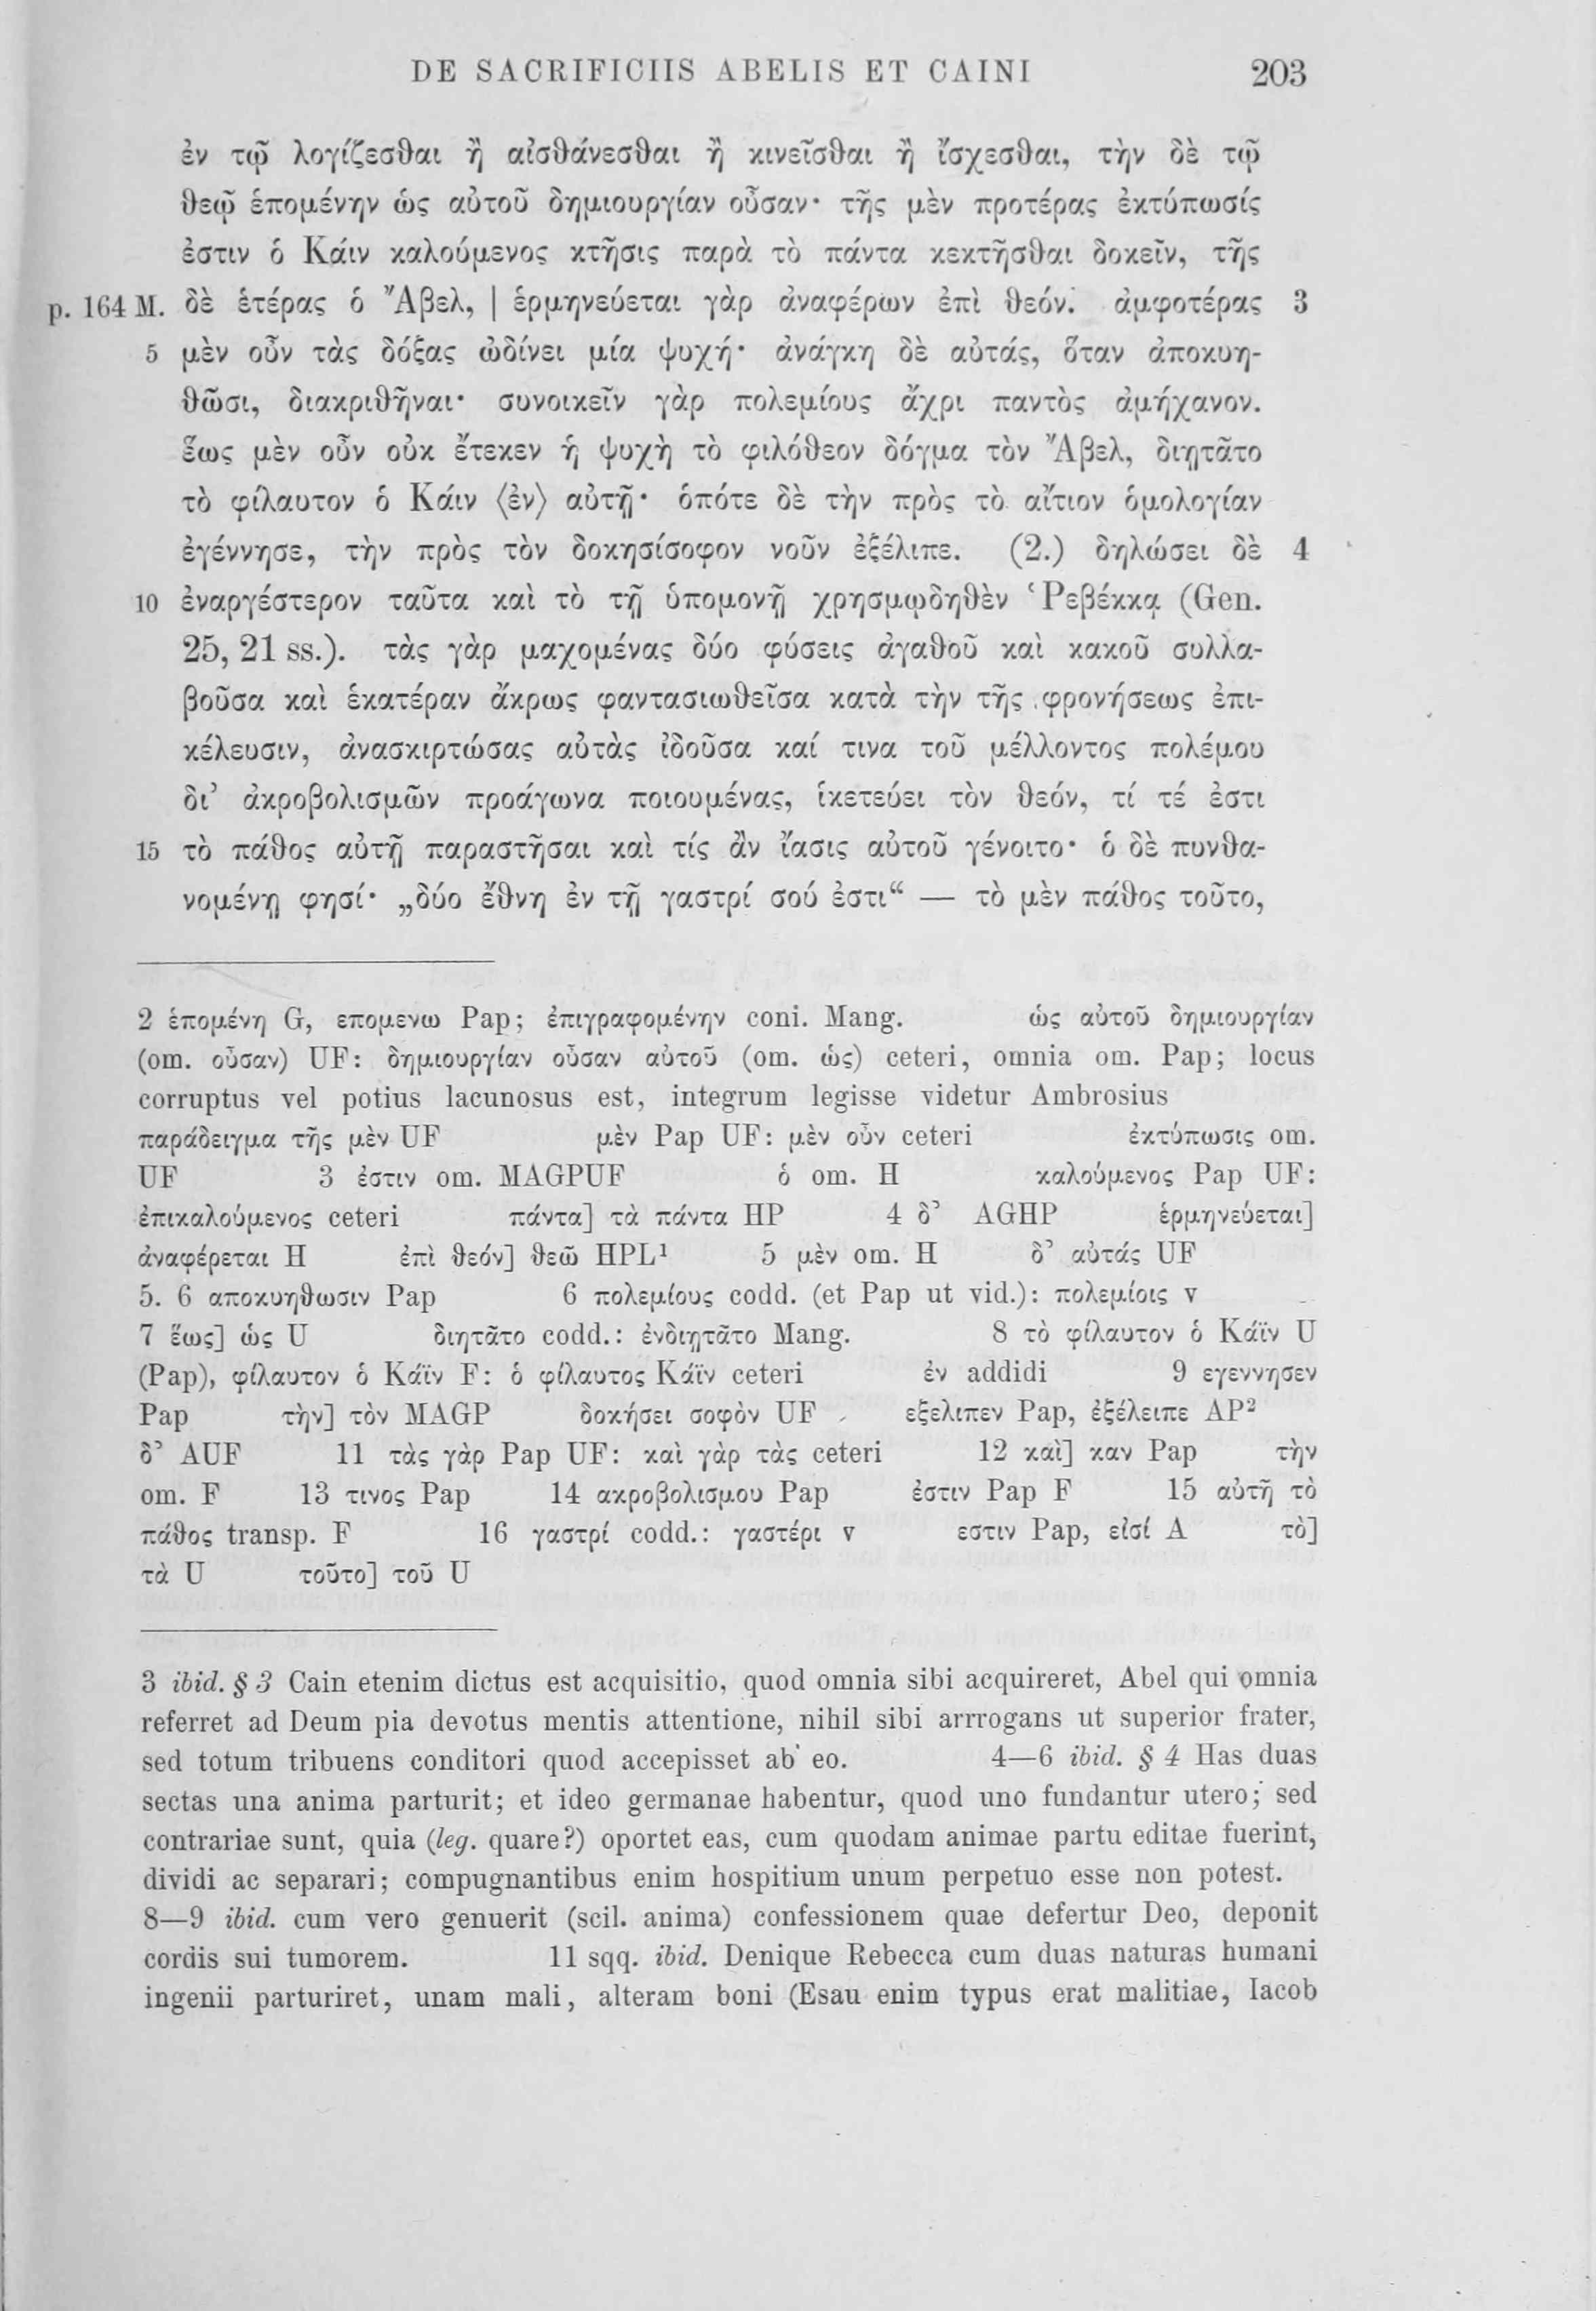 DE SACRIFICIIS ABELIS ET CAINI 203
ἐν τῷ λογίζεσθαι ἢ αἰσθάνεσθαι ἢ κινεῖσθαι ἢ ἴσχεσθαι, τὴν δὲ τῷ
θεῷ ἑπομένην ὡς αὐτοῦ δημιουργίαν οὖσαν· τῆς μὲν προτέρας ἐκτύπωσίς
ἐστιν ὁ Κάιν καλούμενος κτῆσις παρὰ τὸ πάντα κεκτῆσθαι δοκεῖν, τῆς
p. 164 M. δὲ ἑτέρας ὁ Ἄβελ, | ἑρμηνεύεται γὰρ ἀναφέρων ἐπὶ θεόν. ἀμφοτέρας 3
5 μὲν οὖν τὰς δόξας ὠδίνει μία ψυχή· ἀνάγκη δὲ αὐτάς, ὅταν ἀποκυη-
θῶσι, διακριθῆναι· συνοικεῖν γὰρ πολεμίους ἄχρι παντὸς ἀμήχανον.
ἕως μὲν οὖν οὐκ ἔτεκεν ἡ ψυχὴ τὸ φιλόθεον δόγμα τὸν Ἄβελ, διῃτᾶτο
τὸ φίλαυτον ὁ Κάιν ⟨ἐν⟩ αὐτῇ· ὁπότε δὲ τὴν πρὸς τὸ αἴτιον ὁμολογίαν
ἐγέννησε, τὴν πρὸς τὸν δοκησίσοφον νοῦν ἐξέλιπε. (2.) δηλώσει δὲ 4
10 ἐναργέστερον ταῦτα καὶ τὸ τῇ ὑπομονῇ χρησμῳδηθὲν Ῥεβέκκᾳ (Gen.
25, 21 ss.). τὰς γὰρ μαχομένας δύο φύσεις ἀγαθοῦ καὶ κακοῦ συλλα-
βοῦσα καὶ ἑκατέραν ἄκρως φαντασιωθεῖσα κατὰ τὴν τῆς φρονήσεως ἐπι-
κέλευσιν, ἀνασκιρτώσας αὐτὰς ἰδοῦσα καί τινα τοῦ μέλλοντος πολέμου
δι’ ἀκροβολισμῶν προάγωνα ποιουμένας, ἱκετεύει τὸν θεόν, τί τέ ἐστι
15 τὸ πάθος αὐτῇ παραστῆσαι καὶ τίς ἂν ἴασις αὐτοῦ γένοιτο· ὁ δὲ πυνθα-
νομένῃ φησί· „δύο ἔθνη ἐν τῇ γαστρί σού ἐστι“ — τὸ μὲν πάθος τοῦτο,
2 ἑπομένη G, επομενω Pap; ἐπιγραφομένην coni. Mang. ὡς αὐτοῦ δημιουργίαν
(om. οὖσαν) UF: δημιουργίαν οὖσαν αὐτοῦ (om. ὡς) ceteri, omnia om. Pap; locus
corruptus vel potius lacunosus est, integrum legisse videtur Ambrosius
παράδειγμα τῆς μὲν UF μὲν Pap UF: μὲν οὖν ceteri ἐκτύπωσις om.
UF 3 ἐστιν om. MAGPUF ὁ om. H καλούμενος Pap UF:
ἐπικαλούμενος ceteri πάντα] τὰ πάντα HP 4 δ’ AGHP ἑρμηνεύεται]
ἀναφέρεται H ἐπὶ θεόν] θεῶ HPL¹ 5 μὲν om. H δ’ αὐτάς UF
5. 6 αποκυηθωσιν Pap 6 πολεμίους codd. (et Pap ut vid.): πολεμίοις v
7 ἕως] ὡς U διητᾶτο codd.: ἐνδιῃτᾶτο Mang. 8 τὸ φίλαυτον ὁ Κάϊν U
(Pap), φίλαυτον ὁ Κάϊν F: ὁ φίλαυτος Κάϊν ceteri ἐν addidi 9 εγεννησεν
Pap τὴν] τὸν MAGP δοκήσει σοφὸν UF εξελιπεν Pap, ἐξέλειπε AP²
δ’ AUF 11 τὰς γὰρ Pap UF: καὶ γὰρ τὰς ceteri 12 καὶ] καν Pap τὴν
om. F 13 τινος Pap 14 ακροβολισμου Pap ἐστιν Pap F 15 αὐτῆ τὸ
πάθος transp. F 16 γαστρί codd.: γαστέρι v εστιν Pap, εἰσί A τὸ]
τὰ U τοῦτο] τοῦ U
3 ibid. § 3 Cain etenim dictus est acquisitio, quod omnia sibi acquireret, Abel qui omnia
referret ad Deum pia devotus mentis attentione, nihil sibi arrrogans ut superior frater,
sed totum tribuens conditori quod accepisset ab eo. 4—6 ibid. § 4 Has duas
sectas una anima parturit; et ideo germanae habentur, quod uno fundantur utero; sed
contrariae sunt, quia (leg. quare?) oportet eas, cum quodam animae partu editae fuerint,
dividi ac separari; compugnantibus enim hospitium unum perpetuo esse non potest.
8—9 ibid. cum vero genuerit (scil. anima) confessionem quae defertur Deo, deponit
cordis sui tumorem. 11 sqq. ibid. Denique Rebecca cum duas naturas humani
ingenii parturiret, unam mali, alteram boni (Esau enim typus erat malitiae, Iacob